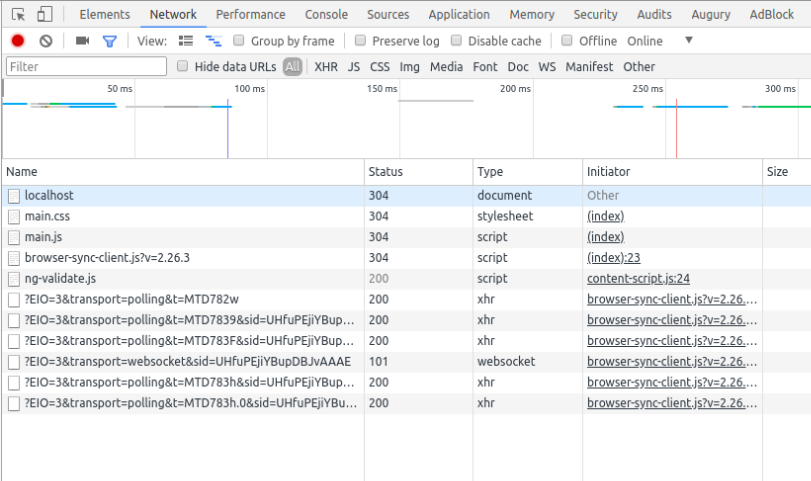 Elements Network Performance Console Sources Application Memory Security Audits Augury AdBlock
View: Group by frame Preserve log Disable cache Offline Online
Filter Hide data URLs All XHR JS CSS Img Media Font Doc WS Manifest Other
50 ms 100 ms 150 ms 200 ms 250 ms 300 ms
Name Status Type Initiator Size
localhost 304 document Other
main.css 304 stylesheet (index)
main.js 304 script (index)
browser-sync-client.js?v=2.26.3 304 script (index):23
ng-validate.js 200 script content-script.js:24
?EIO=3&transport=polling&t=MTD782w 200 xhr browser-sync-client.js?v=2.26.…
?EIO=3&transport=polling&t=MTD7839&sid=UHfuPEjiYBup… 200 xhr browser-sync-client.js?v=2.26.…
?EIO=3&transport=polling&t=MTD783F&sid=UHfuPEjiYBup… 200 xhr browser-sync-client.js?v=2.26.…
?EIO=3&transport=websocket&sid=UHfuPEjiYBupDBJvAAAE 101 websocket browser-sync-client.js?v=2.26.…
?EIO=3&transport=polling&t=MTD783h&sid=UHfuPEjiYBup… 200 xhr browser-sync-client.js?v=2.26.…
?EIO=3&transport=polling&t=MTD783h.0&sid=UHfuPEjiYBu… 200 xhr browser-sync-client.js?v=2.26.…